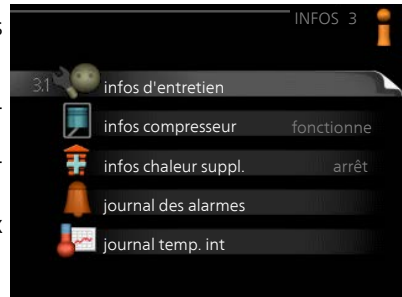 INFOS 3
3.1 infos d'entretien
infos compresseur fonctionne
infos chaleur suppl. arrêt
journal des alarmes
journal temp. int